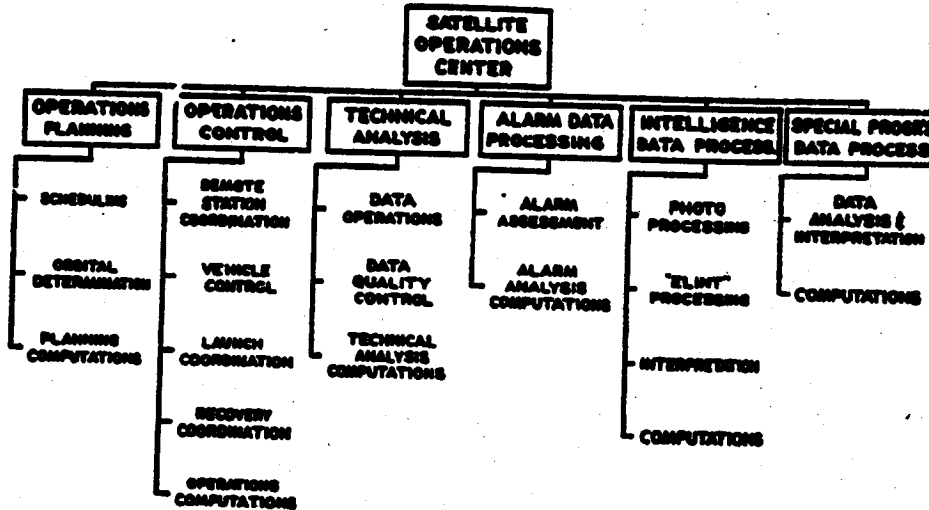 SATELLITE
OPERATIONS
CENTER
OPERATIONS
PLANNING
SCHEDULING
ORBITAL
DETERMINATION
PLANNING
COMPUTATIONS
OPERATIONS
CONTROL
REMOTE
STATION
COORDINATION
VEHICLE
CONTROL
LAUNCH
COORDINATION
RECOVERY
COORDINATION
OPERATIONS
COMPUTATIONS
TECHNICAL
ANALYSIS
DATA
OPERATIONS
DATA
QUALITY
CONTROL
TECHNICAL
ANALYSIS
COMPUTATIONS
ALARM DATA
PROCESSING
ALARM
ASSESSMENT
ALARM
ANALYSIS
COMPUTATIONS
INTELLIGENCE
DATA PROCESS.
PHOTO
PROCESSING
"ELINT"
PROCESSING
INTERPRETATION
COMPUTATIONS
SPECIAL
DATA PROCESS
DATA
ANALYSIS &
INTERPRETATION
COMPUTATIONS